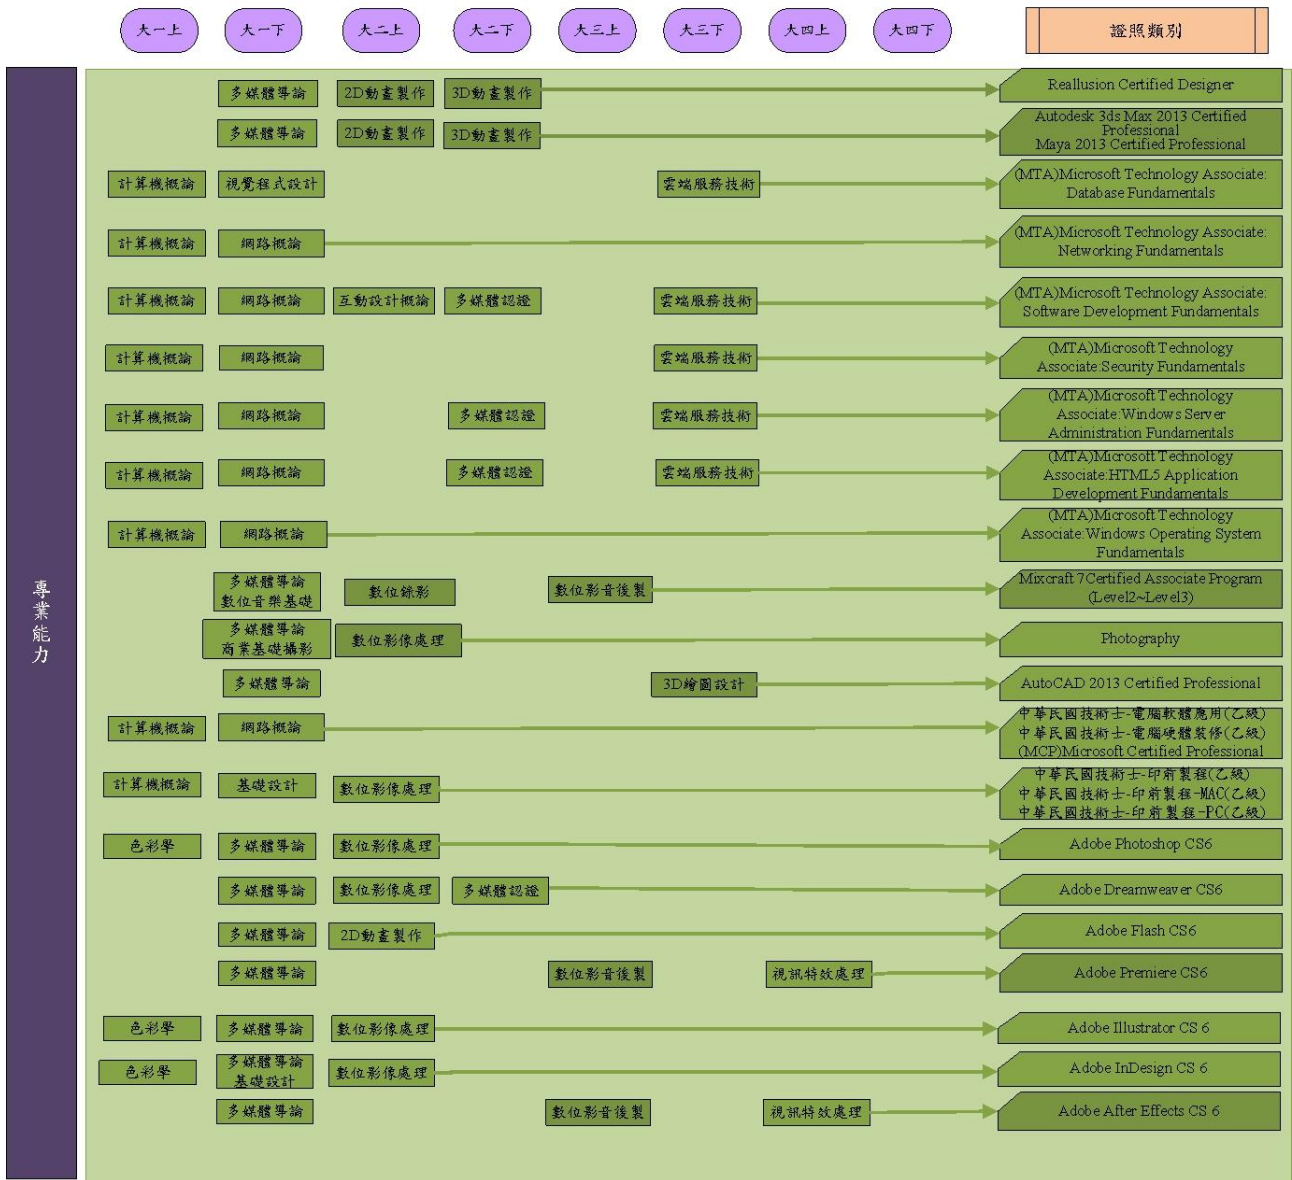 大一上 大一下 大二上 大二下 大三上 大三下 大四上 大四下 證照類別
專業能力
多媒體導論 2D動畫製作 3D動畫製作 Reallusion Certified Designer
多媒體導論 2D動畫製作 3D動畫製作 Autodesk 3ds Max 2013 Certified
Professional
Maya 2013 Certified Professional
計算機概論 視覺程式設計 雲端服務技術 (MTA)Microsoft Technology Associate:
Database Fundamentals
計算機概論 網路概論 (MTA)Microsoft Technology Associate:
Networking Fundamentals
計算機概論 網路概論 互動設計概論 多媒體認證 雲端服務技術 (MTA)Microsoft Technology Associate:
Software Development Fundamentals
計算機概論 網路概論 雲端服務技術 (MTA)Microsoft Technology
Associate:Security Fundamentals
計算機概論 網路概論 多媒體認證 雲端服務技術 (MTA)Microsoft Technology
Associate:Windows Server
Administration Fundamentals
計算機概論 網路概論 多媒體認證 雲端服務技術 (MTA)Microsoft Technology
Associate:HTML5 Application
Development Fundamentals
計算機概論 網路概論 (MTA)Microsoft Technology
Associate:Windows Operating System
Fundamentals
多媒體導論
數位音樂基礎 數位錄影 數位影音後製 Mixcraft 7Certified Associate Program
(Level2~Level3)
多媒體導論
商業基礎攝影 數位影像處理 Photography
多媒體導論 3D繪圖設計 AutoCAD 2013 Certified Professional
計算機概論 網路概論 中華民國技術士-電腦軟體應用(乙級)
中華民國技術士-電腦硬體裝修(乙級)
(MCP)Microsoft Certified Professional
計算機概論 基礎設計 數位影像處理 中華民國技術士-印前製程(乙級)
中華民國技術士-印前製程-MAC(乙級)
中華民國技術士-印前製程-PC(乙級)
色彩學 多媒體導論 數位影像處理 Adobe Photoshop CS6
多媒體導論 數位影像處理 多媒體認證 Adobe Dreamweaver CS6
多媒體導論 2D動畫製作 Adobe Flash CS6
多媒體導論 數位影音後製 視訊特效處理 Adobe Premiere CS6
色彩學 多媒體導論 數位影像處理 Adobe Illustrator CS 6
色彩學 多媒體導論
基礎設計 數位影像處理 Adobe InDesign CS 6
多媒體導論 數位影音後製 視訊特效處理 Adobe After Effects CS 6